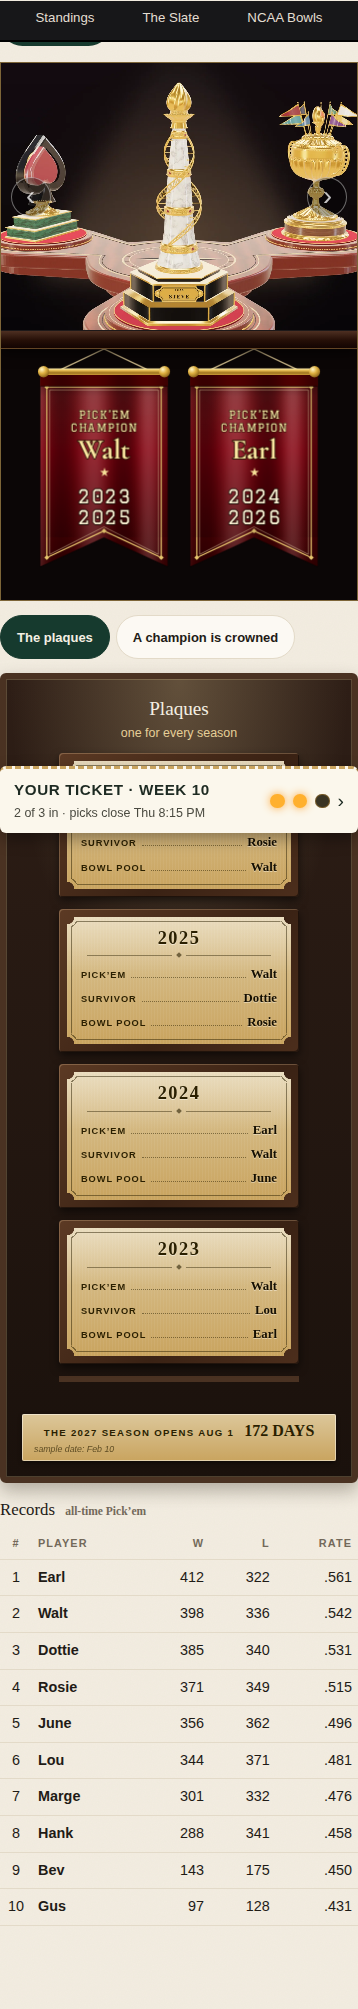 Standings The Slate NCAA Bowls
PICK'EM
CHAMPION
Walt
2023
2025
PICK'EM
CHAMPION
Earl
2024
2026
The plaques A champion is crowned
Plaques
one for every season
YOUR TICKET · WEEK 10
2 of 3 in · picks close Thu 8:15 PM
SURVIVOR Rosie
BOWL POOL Walt
2025
PICK'EM Walt
SURVIVOR Dottie
BOWL POOL Rosie
2024
PICK'EM Earl
SURVIVOR Walt
BOWL POOL June
2023
PICK'EM Walt
SURVIVOR Lou
BOWL POOL Earl
THE 2027 SEASON OPENS AUG 1 172 DAYS
sample date: Feb 10
Records all-time Pick’em
# PLAYER W L RATE
1 Earl 412 322 .561
2 Walt 398 336 .542
3 Dottie 385 340 .531
4 Rosie 371 349 .515
5 June 356 362 .496
6 Lou 344 371 .481
7 Marge 301 332 .476
8 Hank 288 341 .458
9 Bev 143 175 .450
10 Gus 97 128 .431